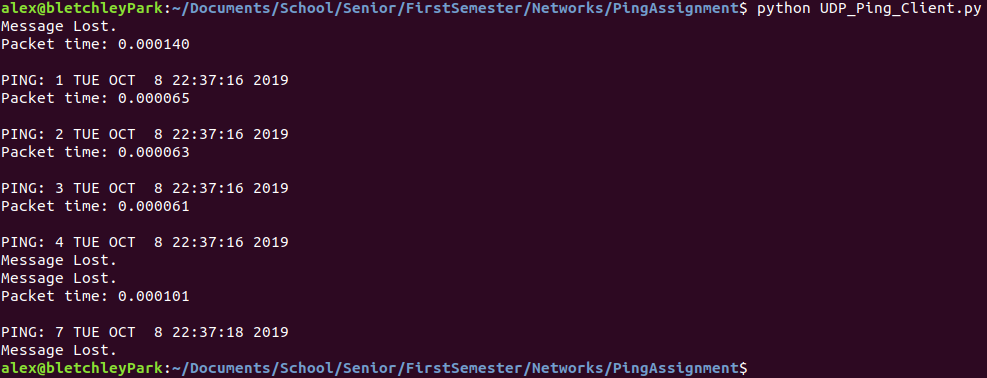 alex@bletchleyPark:~/Documents/School/Senior/FirstSemester/Networks/PingAssignment$ python UDP_Ping_Client.py
Message Lost.
Packet time: 0.000140
PING: 1 TUE OCT  8 22:37:16 2019
Packet time: 0.000065
PING: 2 TUE OCT  8 22:37:16 2019
Packet time: 0.000063
PING: 3 TUE OCT  8 22:37:16 2019
Packet time: 0.000061
PING: 4 TUE OCT  8 22:37:16 2019
Message Lost.
Message Lost.
Packet time: 0.000101
PING: 7 TUE OCT  8 22:37:18 2019
Message Lost.
alex@bletchleyPark:~/Documents/School/Senior/FirstSemester/Networks/PingAssignment$